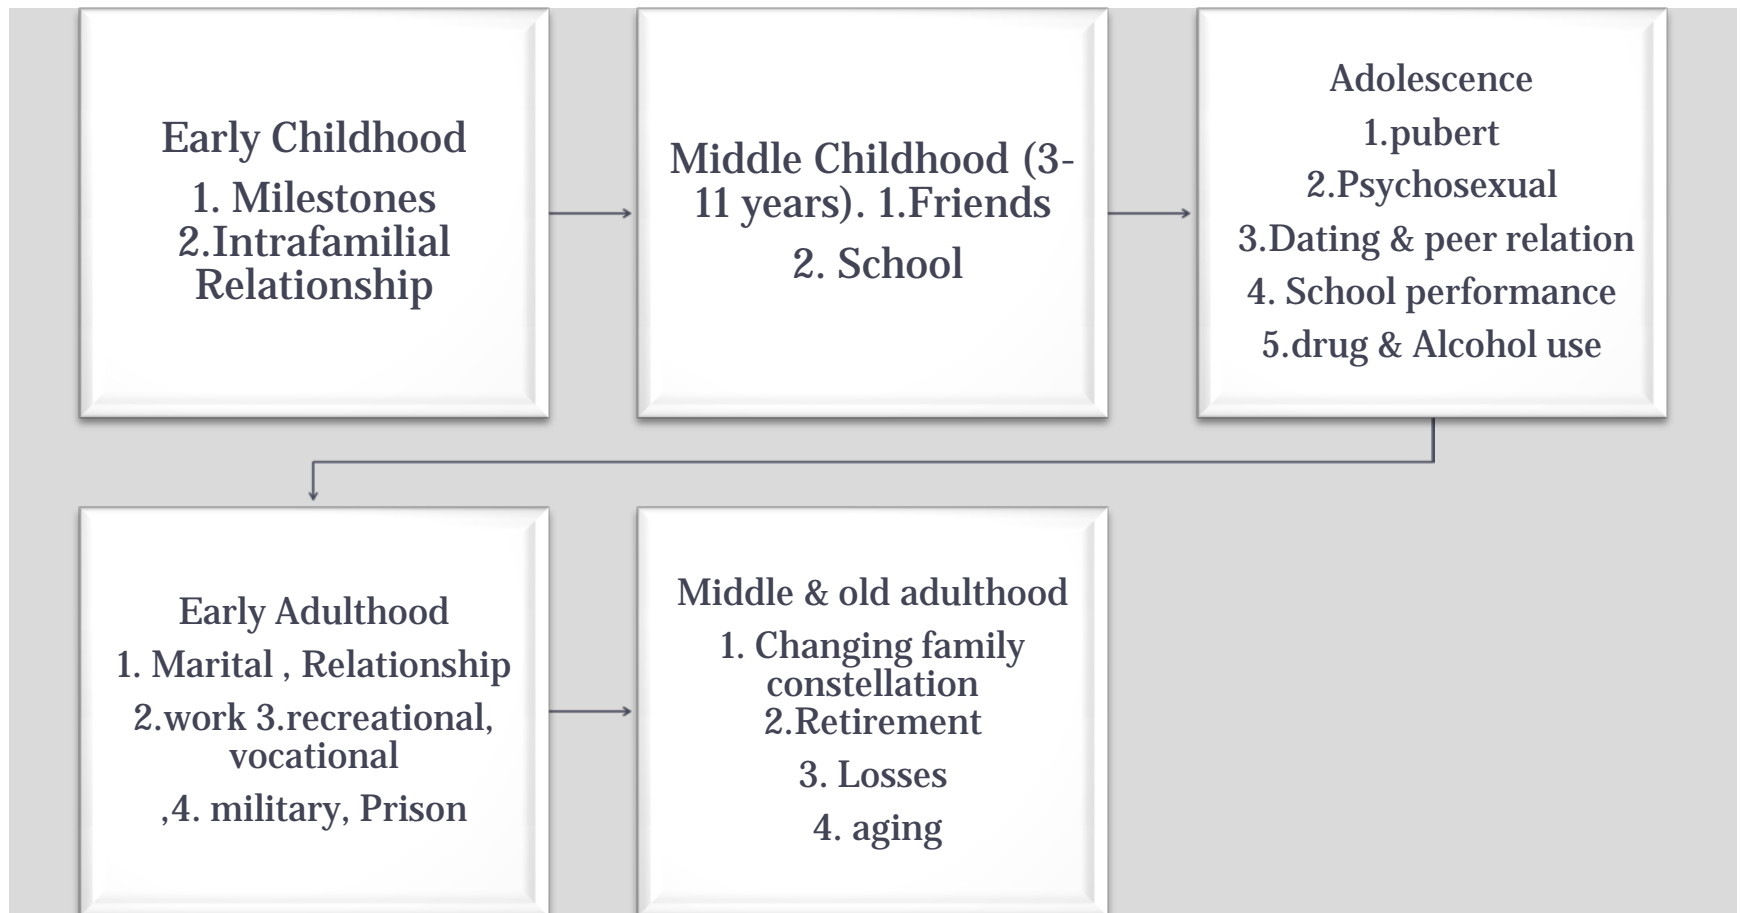 Early Childhood
1. Milestones
2.Intrafamilial
Relationship
Middle Childhood (3-
11 years). 1.Friends
2. School
Adolescence
1.pubert
2.Psychosexual
3.Dating & peer relation
4. School performance
5.drug & Alcohol use
Early Adulthood
1. Marital , Relationship
2.work 3.recreational,
vocational
,4. military, Prison
Middle & old adulthood
1. Changing family
constellation
2.Retirement
3. Losses
4. aging